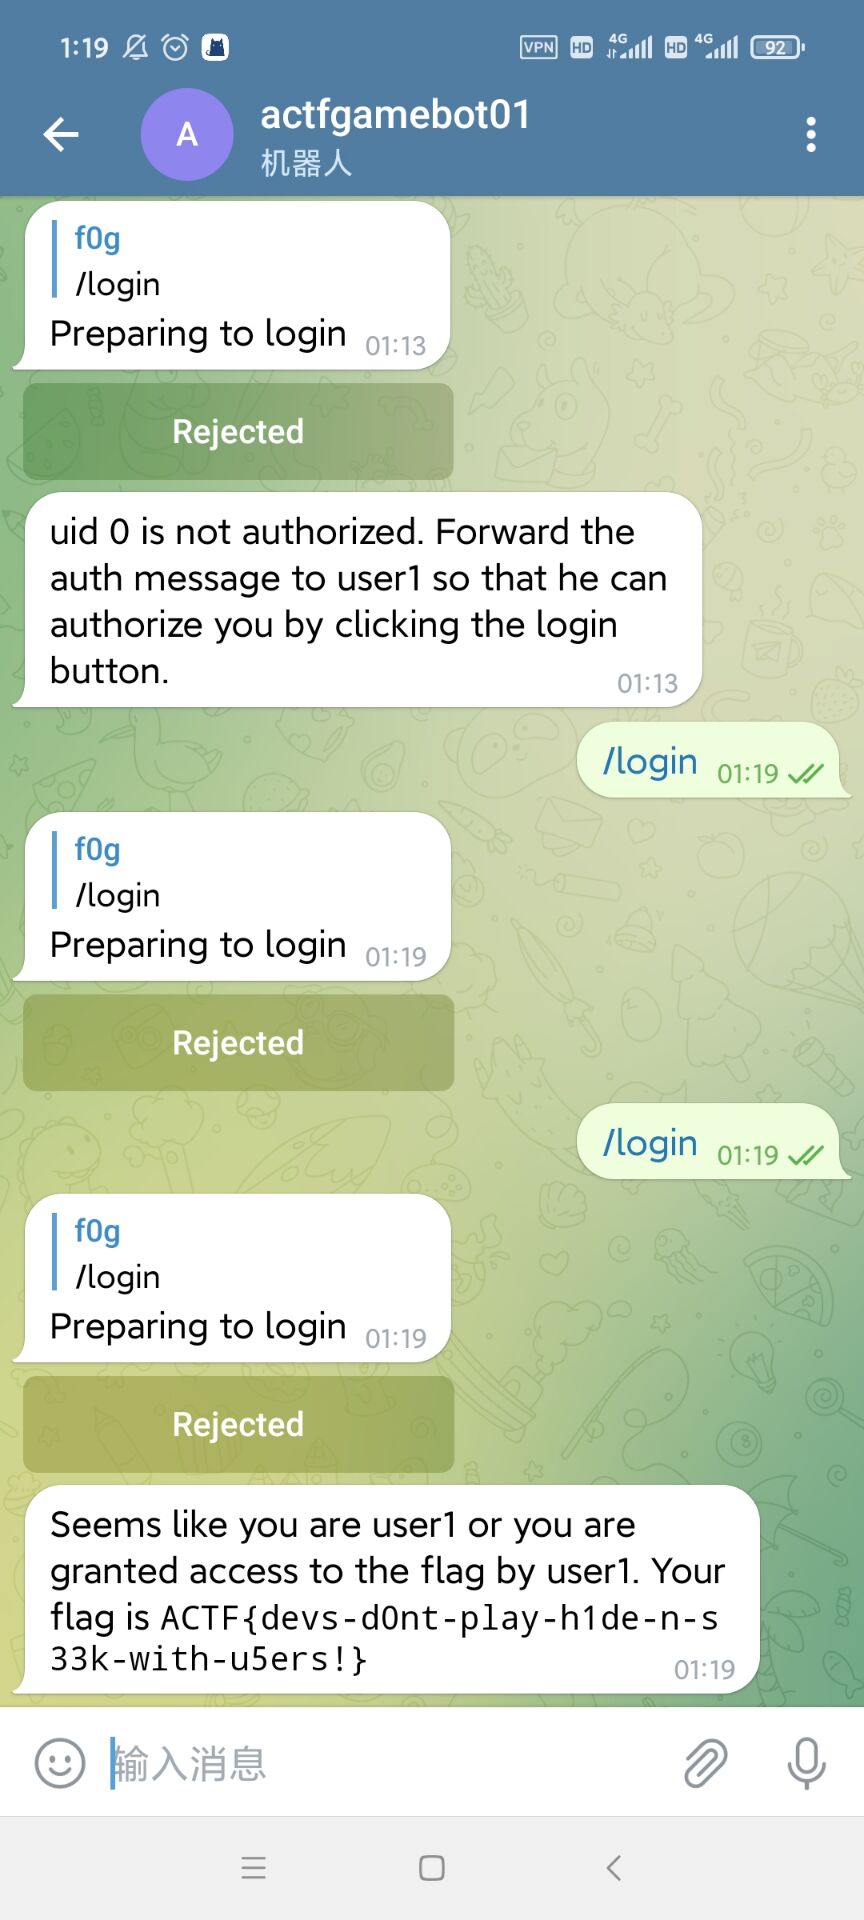 1:19 VPN HD 4G HD 4G 92
A
actfgamebot01
机器人
f0g
/login
Preparing to login 01:13
Rejected
uid 0 is not authorized. Forward the
auth message to user1 so that he can
authorize you by clicking the login
button. 01:13
/login 01:19
f0g
/login
Preparing to login 01:19
Rejected
/login 01:19
f0g
/login
Preparing to login 01:19
Rejected
Seems like you are user1 or you are
granted access to the flag by user1. Your
flag is ACTF{devs-d0nt-play-h1de-n-s
33k-with-u5ers!} 01:19
输入消息